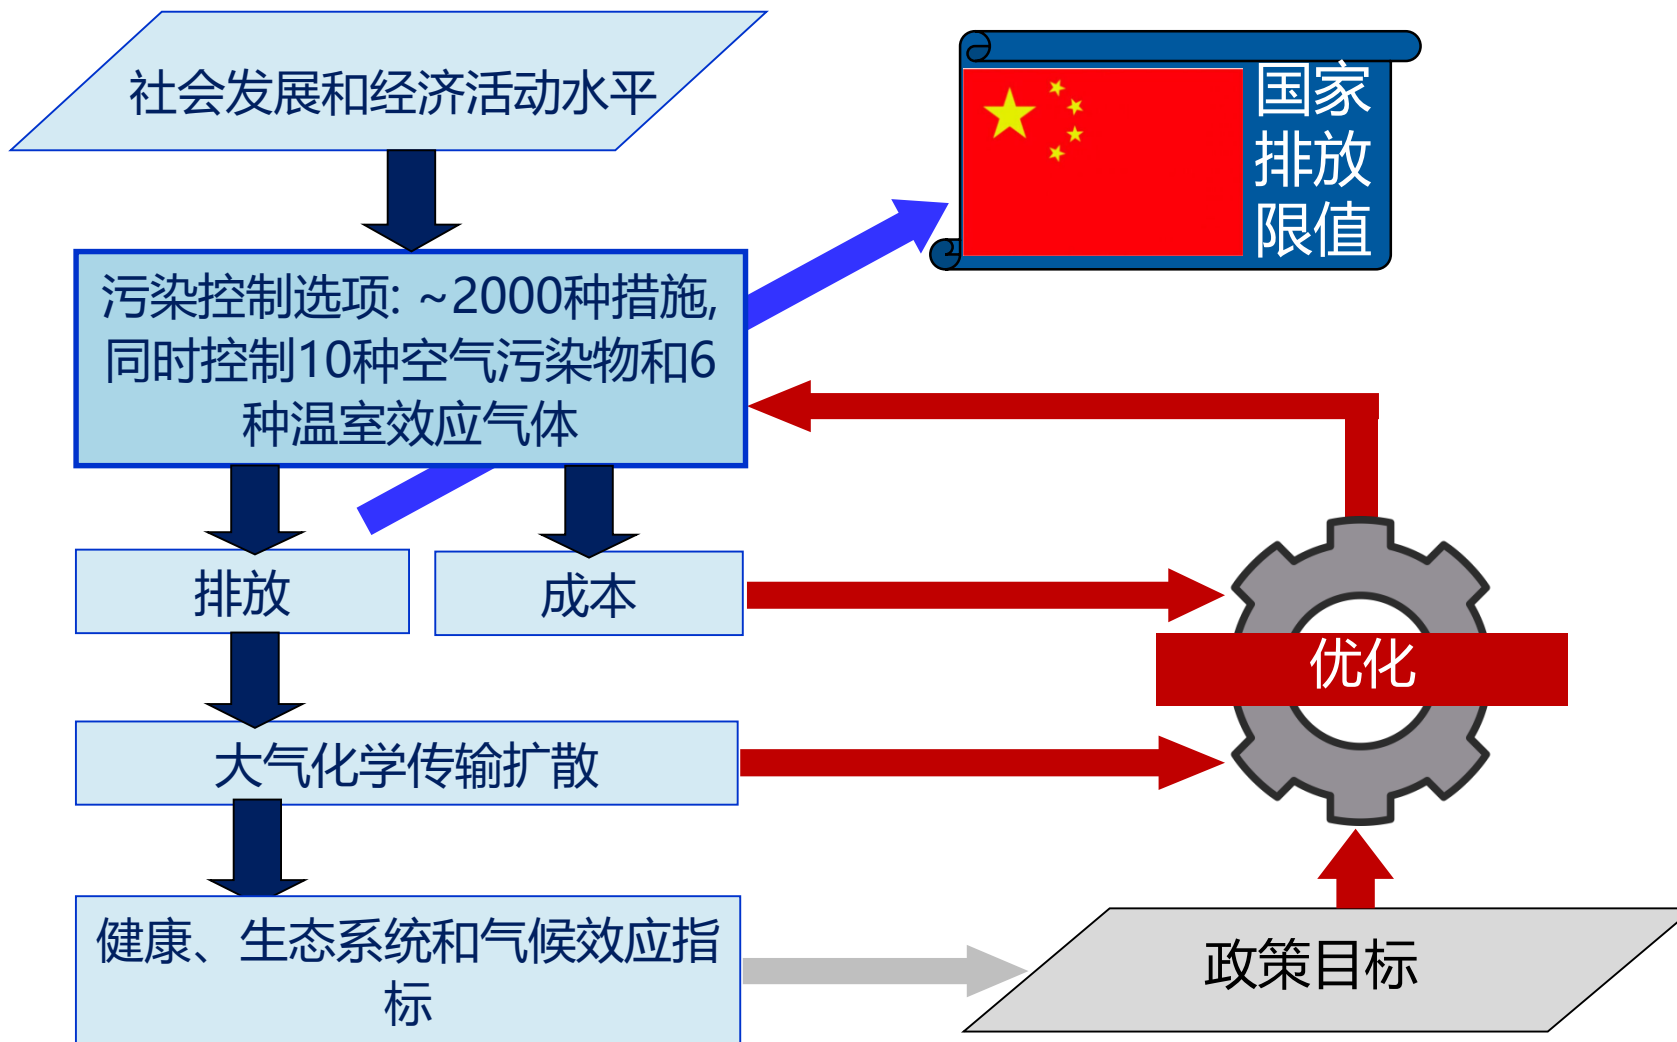 社会发展和经济活动水平
国家
排放
限值
污染控制选项: ~2000种措施,
同时控制10种空气污染物和6
种温室效应气体
排放
成本
优化
大气化学传输扩散
健康、生态系统和气候效应指
标
政策目标